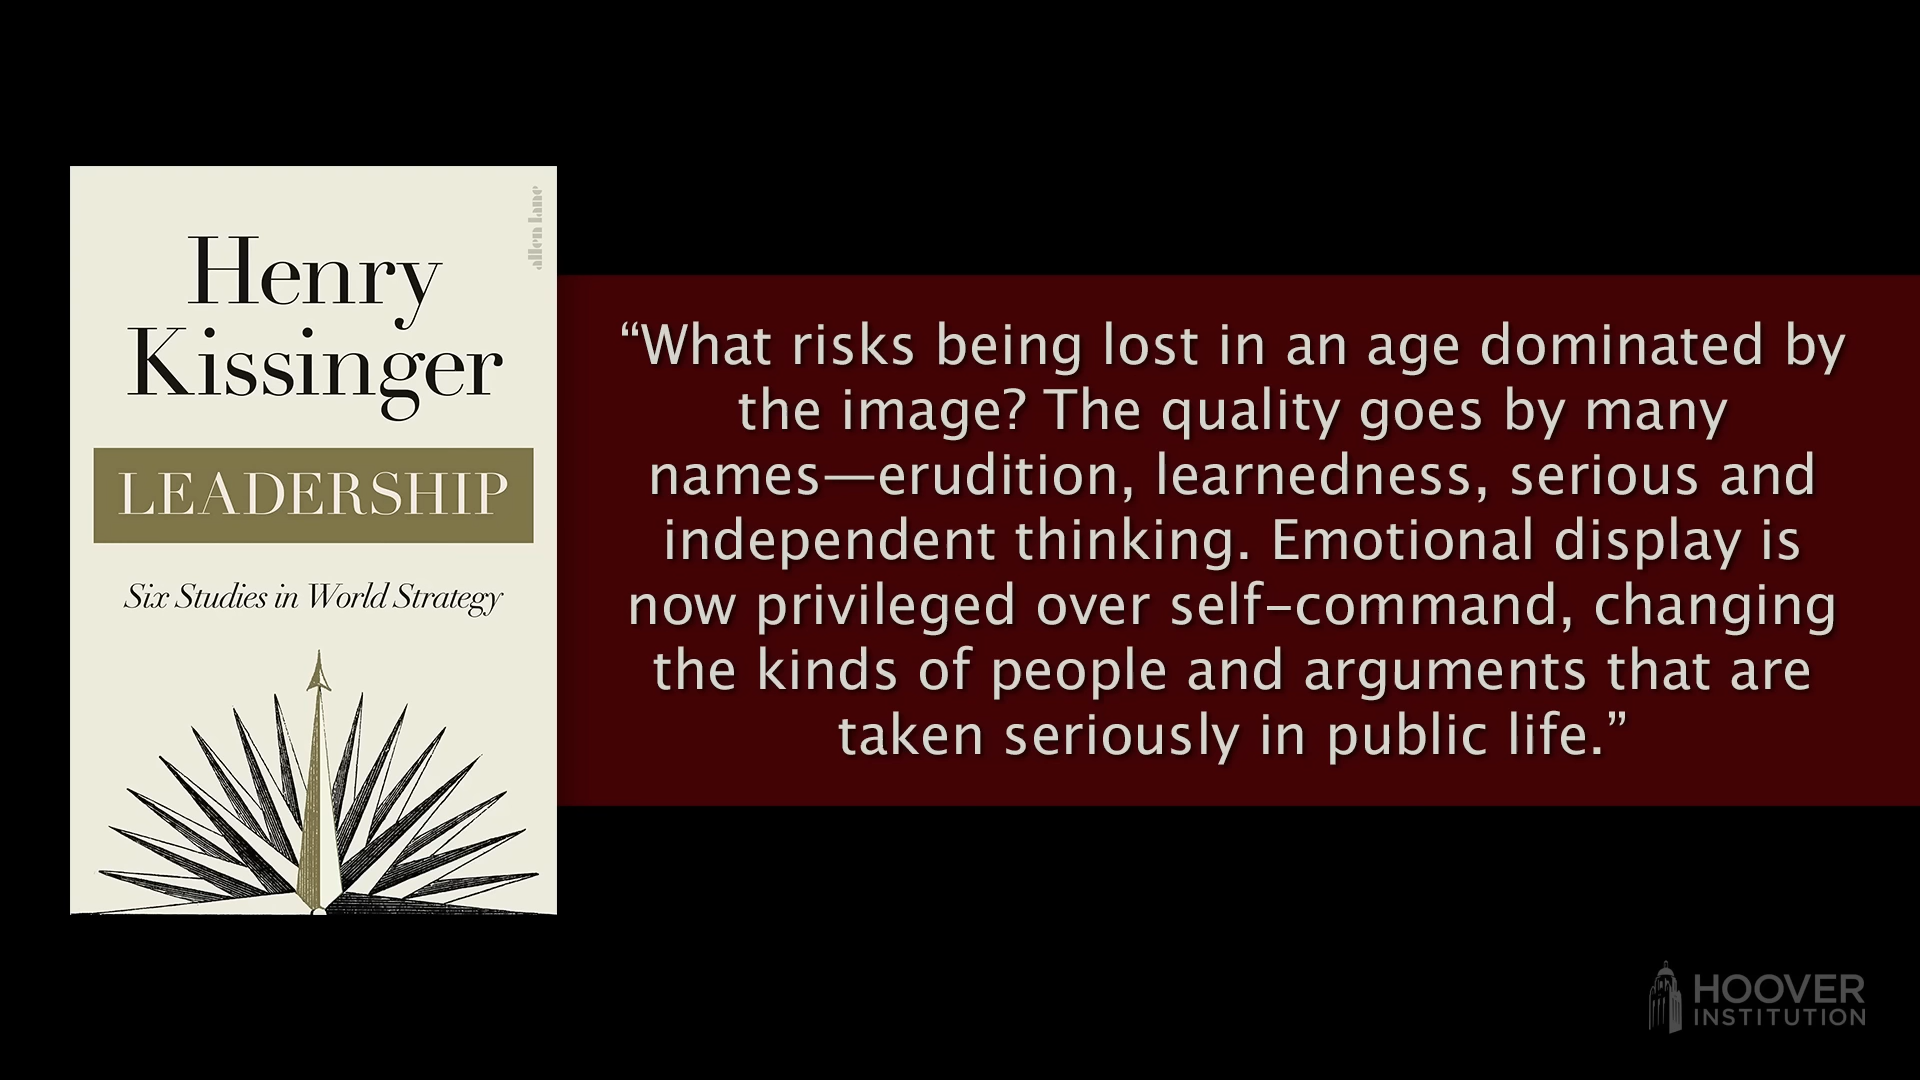 allen lane
Henry
Kissinger
LEADERSHIP
Six Studies in World Strategy
“What risks being lost in an age dominated by
the image? The quality goes by many
names—erudition, learnedness, serious and
independent thinking. Emotional display is
now privileged over self–command, changing
the kinds of people and arguments that are
taken seriously in public life.”
HOOVER
INSTITUTION